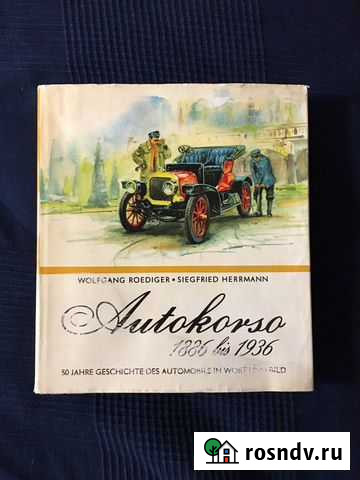 WOLFGANG ROEDIGER • SIEGFRIED HERRMANN
Autokorso
1886 bis 1936
50 JAHRE GESCHICHTE DES AUTOMOBILS IN WORT UND BILD
rosndv.ru